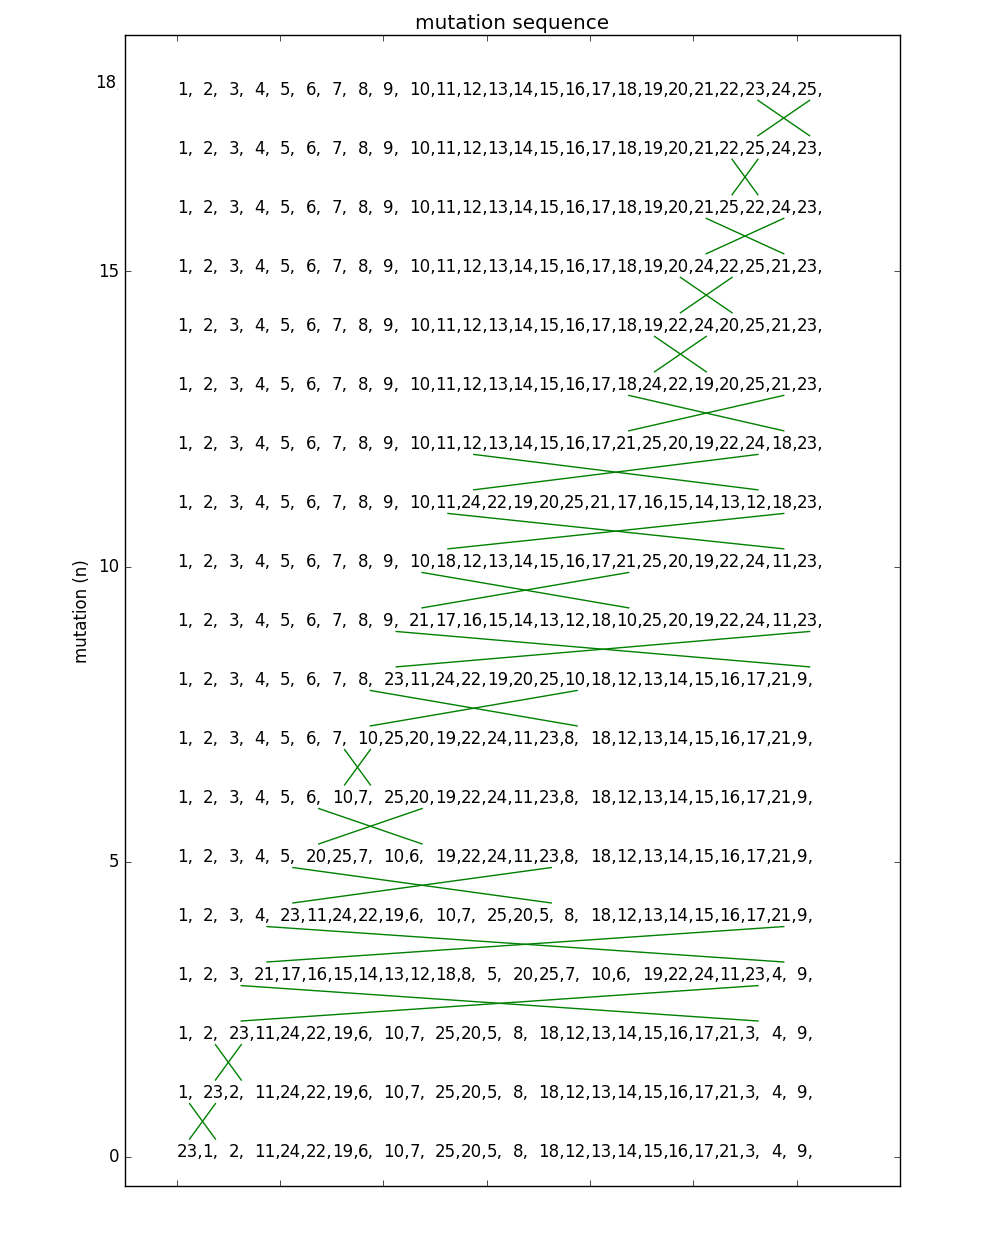 mutation sequence
18 1, 2, 3, 4, 5, 6, 7, 8, 9, 10,11,12,13,14,15,16,17,18,19,20,21,22,23,24,25,
1, 2, 3, 4, 5, 6, 7, 8, 9, 10,11,12,13,14,15,16,17,18,19,20,21,22,25,24,23,
1, 2, 3, 4, 5, 6, 7, 8, 9, 10,11,12,13,14,15,16,17,18,19,20,21,25,22,24,23,
15 1, 2, 3, 4, 5, 6, 7, 8, 9, 10,11,12,13,14,15,16,17,18,19,20,24,22,25,21,23,
1, 2, 3, 4, 5, 6, 7, 8, 9, 10,11,12,13,14,15,16,17,18,19,22,24,20,25,21,23,
1, 2, 3, 4, 5, 6, 7, 8, 9, 10,11,12,13,14,15,16,17,18,24,22,19,20,25,21,23,
1, 2, 3, 4, 5, 6, 7, 8, 9, 10,11,12,13,14,15,16,17,21,25,20,19,22,24,18,23,
1, 2, 3, 4, 5, 6, 7, 8, 9, 10,11,24,22,19,20,25,21,17,16,15,14,13,12,18,23,
10 1, 2, 3, 4, 5, 6, 7, 8, 9, 10,18,12,13,14,15,16,17,21,25,20,19,22,24,11,23,
1, 2, 3, 4, 5, 6, 7, 8, 9, 21,17,16,15,14,13,12,18,10,25,20,19,22,24,11,23,
1, 2, 3, 4, 5, 6, 7, 8, 23,11,24,22,19,20,25,10,18,12,13,14,15,16,17,21,9,
1, 2, 3, 4, 5, 6, 7, 10,25,20,19,22,24,11,23,8, 18,12,13,14,15,16,17,21,9,
1, 2, 3, 4, 5, 6, 10,7, 25,20,19,22,24,11,23,8, 18,12,13,14,15,16,17,21,9,
5 1, 2, 3, 4, 5, 20,25,7, 10,6, 19,22,24,11,23,8, 18,12,13,14,15,16,17,21,9,
1, 2, 3, 4, 23,11,24,22,19,6, 10,7, 25,20,5, 8, 18,12,13,14,15,16,17,21,9,
1, 2, 3, 21,17,16,15,14,13,12,18,8, 5, 20,25,7, 10,6, 19,22,24,11,23,4, 9,
1, 2, 23,11,24,22,19,6, 10,7, 25,20,5, 8, 18,12,13,14,15,16,17,21,3, 4, 9,
1, 23,2, 11,24,22,19,6, 10,7, 25,20,5, 8, 18,12,13,14,15,16,17,21,3, 4, 9,
0 23,1, 2, 11,24,22,19,6, 10,7, 25,20,5, 8, 18,12,13,14,15,16,17,21,3, 4, 9,
mutation (n)